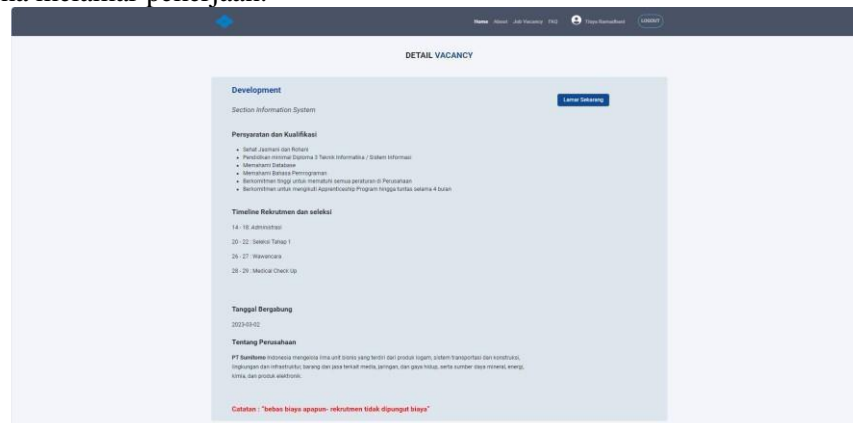 melamar pekerjaan.
Home About Job Vacancy FAQ Tisya Ramadhani LOGOUT
DETAIL VACANCY
Development
Lamar Sekarang
Section Information System
Persyaratan dan Kualifikasi
Sehat Jasmani dan Rohani
Pendidikan minimal Diploma 3 Teknik Informatika / Sistem Informasi
Memahami Database
Memahami Bahasa Pemrograman
Berkomitmen tinggi untuk mematuhi semua peraturan di Perusahaan
Berkomitmen untuk mengikuti Apprenticeship Program hingga tuntas selama 4 bulan
Timeline Rekrutmen dan seleksi
14 - 18 Administrasi
20 - 22 : Seleksi Tahap 1
26 - 27 : Wawancara
28 - 29 : Medical Check Up
Tanggal Bergabung
2023-03-02
Tentang Perusahaan
PT Sumitomo Indonesia mengelola lima unit bisnis yang terdiri dari produk logam, sistem transportasi dan konstruksi,
lingkungan dan infrastruktur, barang dan jasa terkait media, jaringan, dan gaya hidup, serta sumber daya mineral, energi,
kimia, dan produk elektronik.
Catatan : "bebas biaya apapun- rekrutmen tidak dipungut biaya"